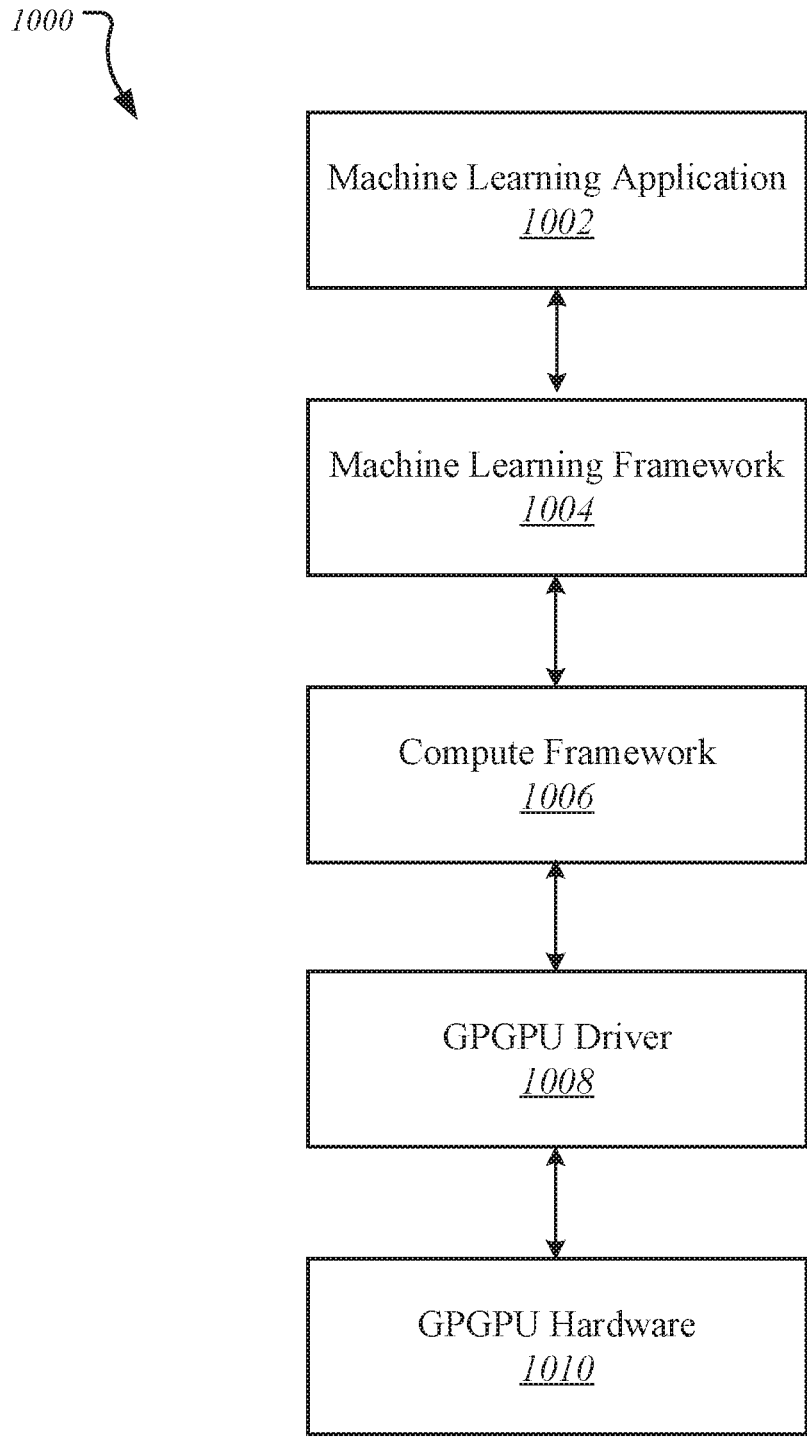 1000
Machine Learning Application
1002
Machine Learning Framework
1004
Compute Framework
1006
GPGPU Driver
1008
GPGPU Hardware
1010